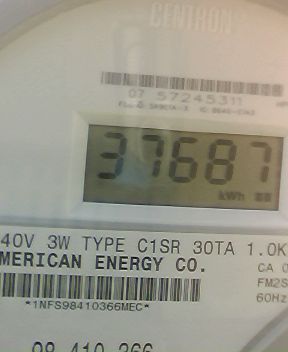 CENTRON
07 57245311
37687
kWh
40V 3W TYPE C1SR 30TA 1.0K
MERICAN ENERGY CO.
CA 0
FM2S
60Hz
*1NFS98410366MEC*
98 410 366